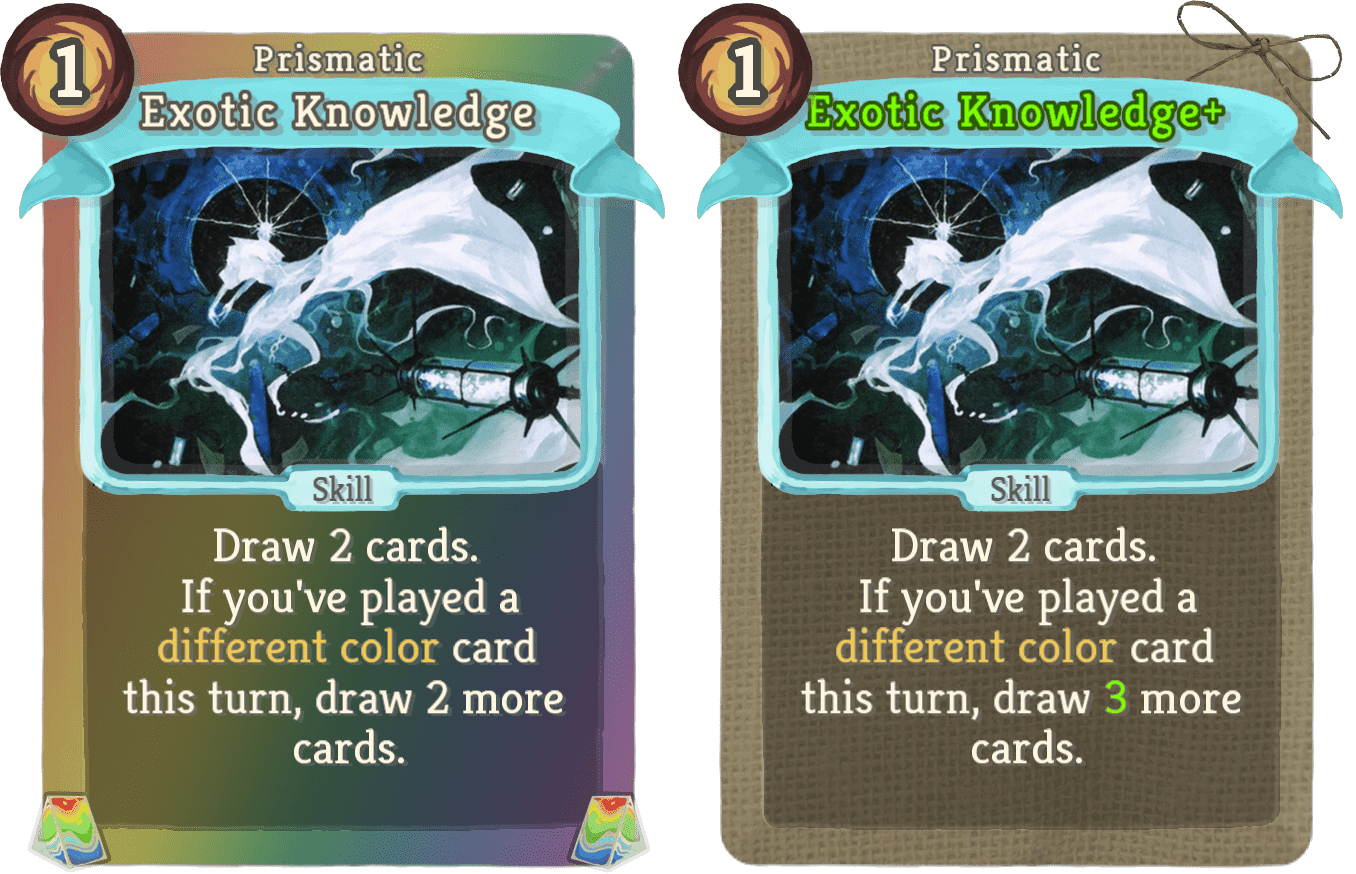 1
Prismatic
Exotic Knowledge
Skill
Draw 2 cards.
If you've played a
different color card
this turn, draw 2 more
cards.
1
Prismatic
Exotic Knowledge+
Skill
Draw 2 cards.
If you've played a
different color card
this turn, draw 3 more
cards.